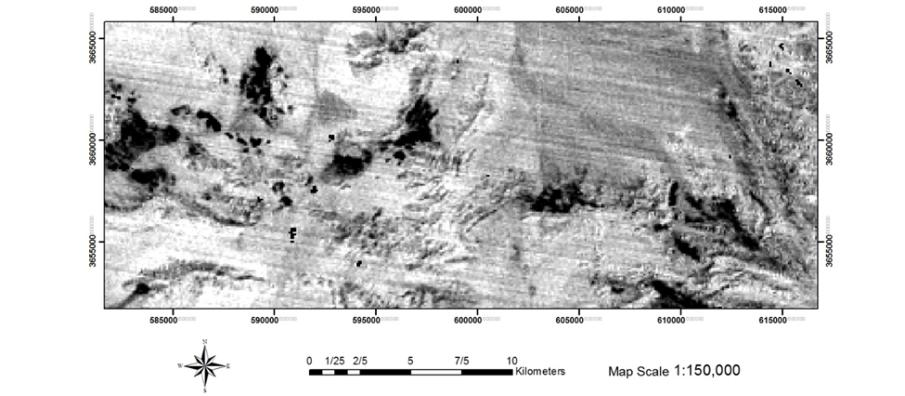 585000 590000 595000 600000 605000 610000 615000
3665000 3665000
3660000 3660000
3655000 3655000
585000 590000 595000 600000 605000 610000 615000
N
W E
S
0 1/25 2/5 5 7/5 10
Kilometers
Map Scale 1:150,000